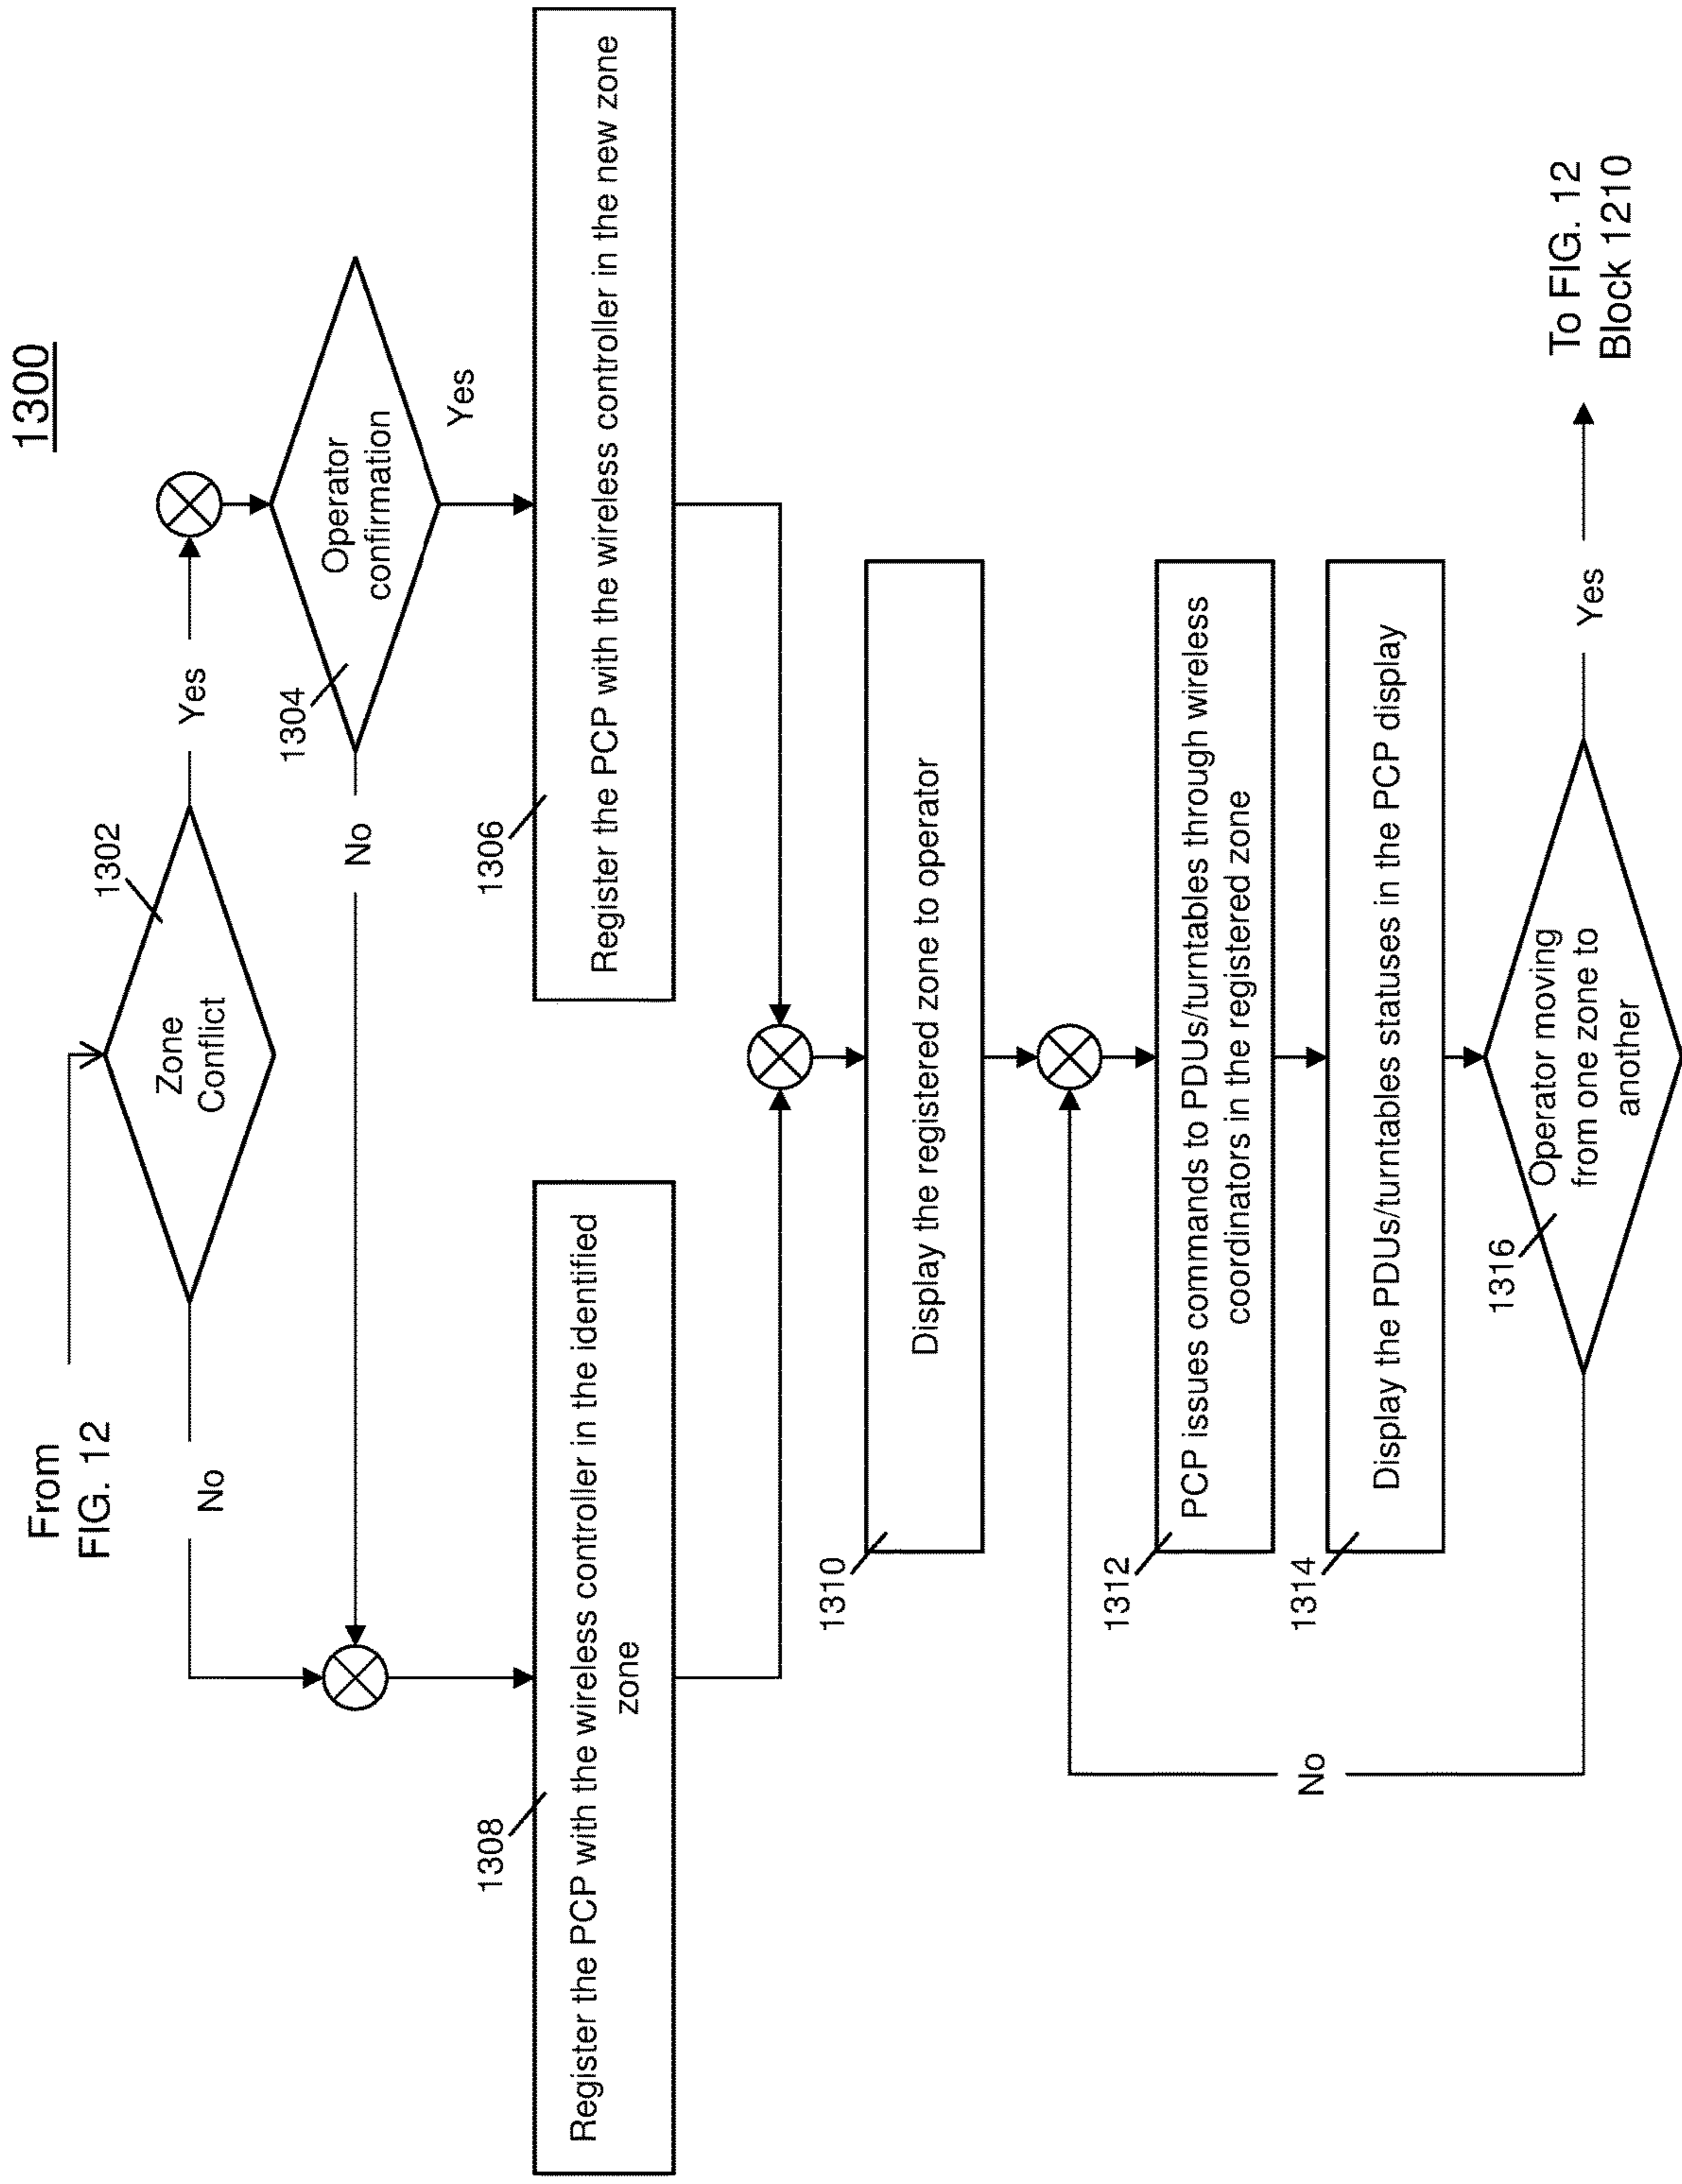 1300
From
FIG. 12
1302
Zone
Conflict
No
Yes
1304
Operator
confirmation
No
Yes
1308
Register the PCP with the wireless controller in the identified
zone
1306
Register the PCP with the wireless controller in the new zone
1310
Display the registered zone to operator
1312
PCP issues commands to PDUs/turntables through wireless
coordinators in the registered zone
1314
Display the PDUs/turntables statuses in the PCP display
1316
Operator moving
from one zone to
another
No
Yes
To FIG. 12
Block 1210